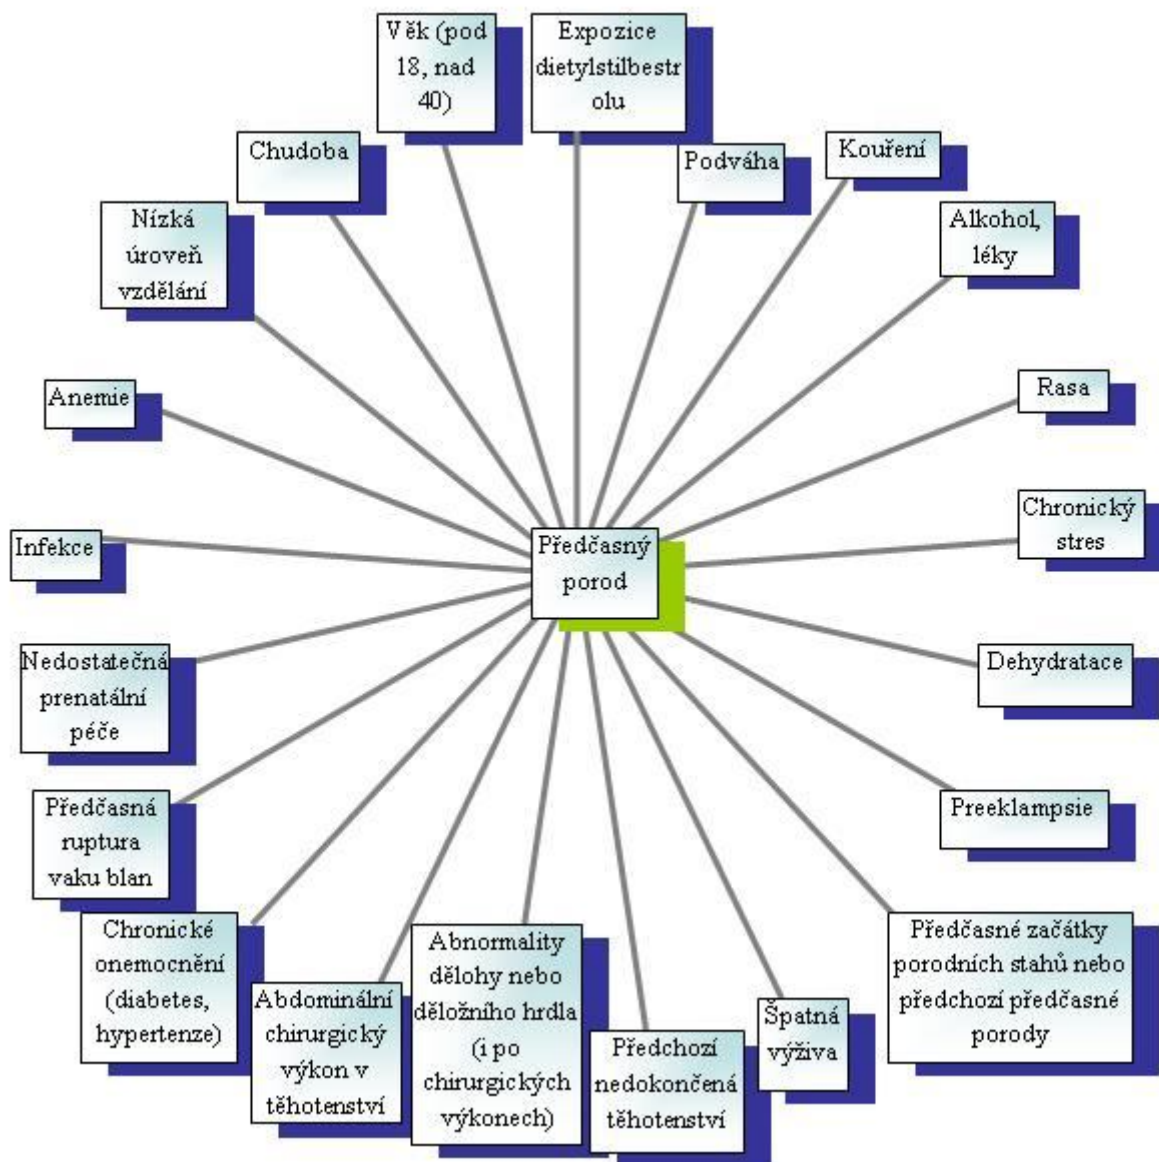 Věk (pod
18, nad
40)
Expozice
dietylstilbestr
olu
Podváha
Kouření
Alkohol,
léky
Rasa
Chronický
stres
Dehydratace
Preeklampsie
Předčasné začátky
porodních stahů nebo
předchozí předčasné
porody
Špatná
výživa
Předchozí
nedokončená
těhotenství
Abnormality
dělohy nebo
děložního hrdla
(i po
chirurgických
výkonech)
Abdominální
chirurgický
výkon v
těhotenství
Chronické
onemocnění
(diabetes,
hypertenze)
Předčasná
ruptura
vaku blan
Nedostatečná
prenatální
péče
Infekce
Anemie
Nízká
úroveň
vzdělání
Chudoba
Předčasný
porod